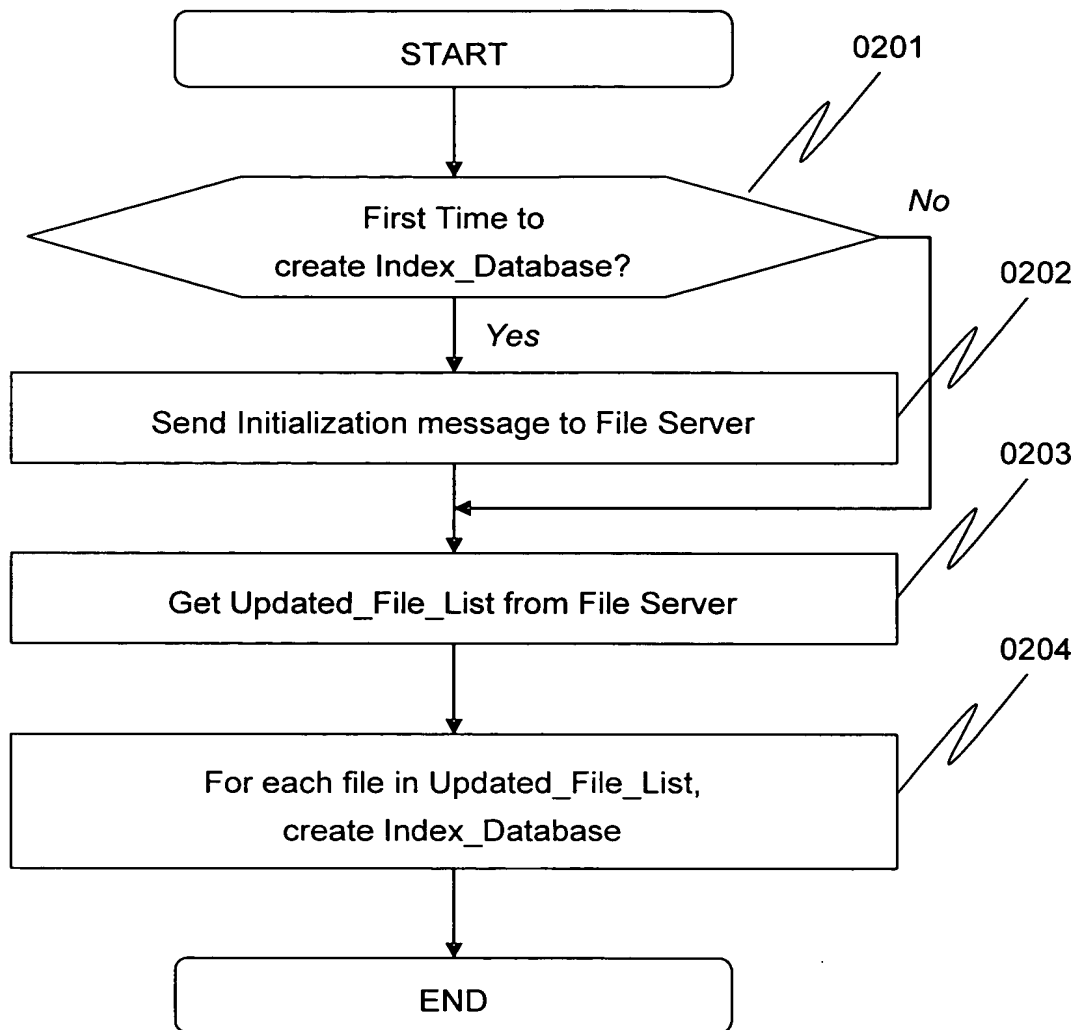 START
0201
First Time to
create Index_Database?
No
0202
Yes
Send Initialization message to File Server
0203
Get Updated_File_List from File Server
0204
For each file in Updated_File_List,
create Index_Database
END